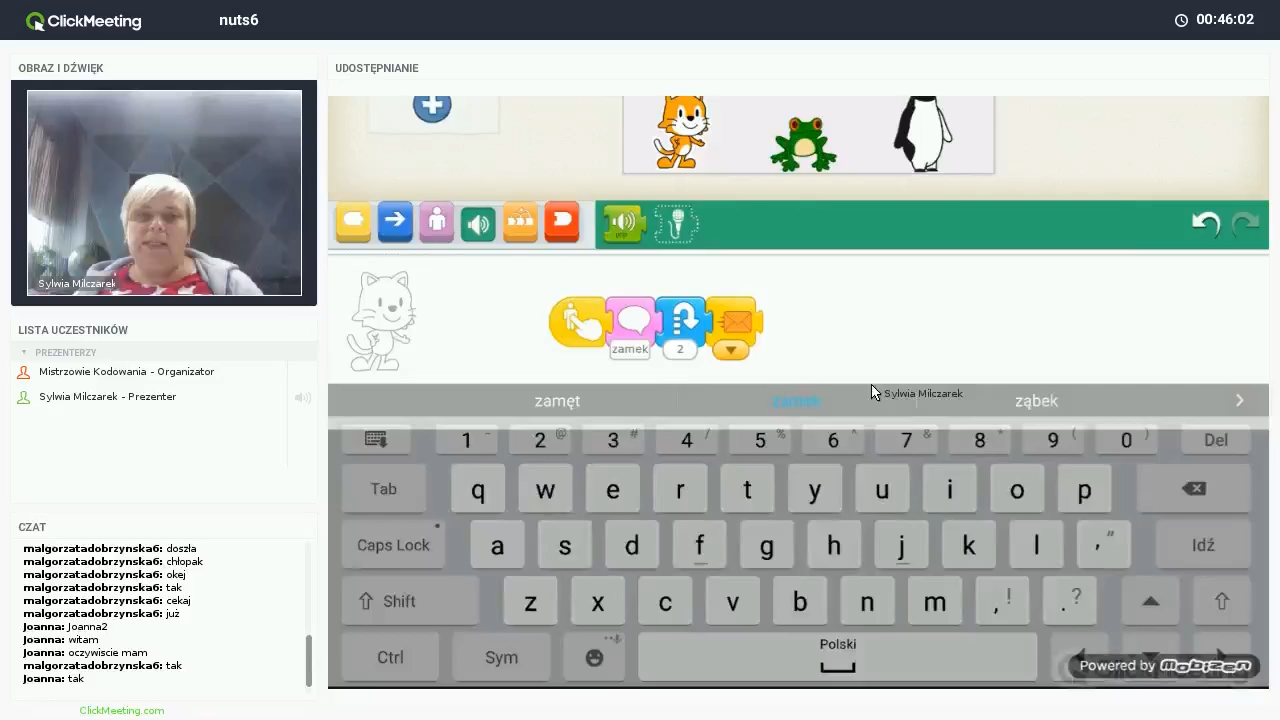 ClickMeeting
nuts6
00:46:02
OBRAZ I DŹWIĘK
UDOSTĘPNIANIE
Sylwia Milczarek
pop
zamek
2
LISTA UCZESTNIKÓW
PREZENTERZY
Mistrzowie Kodowania - Organizator
Sylwia Milczarek - Prezenter
Sylwia Milczarek
zamęt
zamek
ząbek
1 - 2 @ 3 # 4 / 5 % 6 ^ 7 & 8 * 9 ( 0 ) Del
Tab q w e r t y u i o p
Caps Lock a s d f g h j k l ' "
Idź
Shift z x c v b n m , ! . ?
Ctrl Sym Polski
Powered by Mobizen
CZAT
malgorzatadobrzynska6: doszła
malgorzatadobrzynska6: chłopak
malgorzatadobrzynska6: okej
malgorzatadobrzynska6: tak
malgorzatadobrzynska6: cekaj
malgorzatadobrzynska6: już
Joanna: Joanna2
Joanna: witam
Joanna: oczywiscie mam
malgorzatadobrzynska6: tak
Joanna: tak
ClickMeeting.com